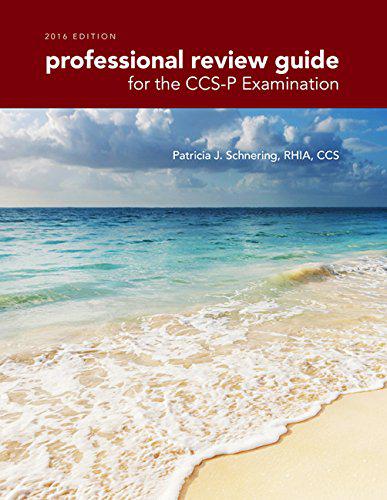 2016 EDITION
professional review guide
for the CCS-P Examination
Patricia J. Schnering, RHIA, CCS